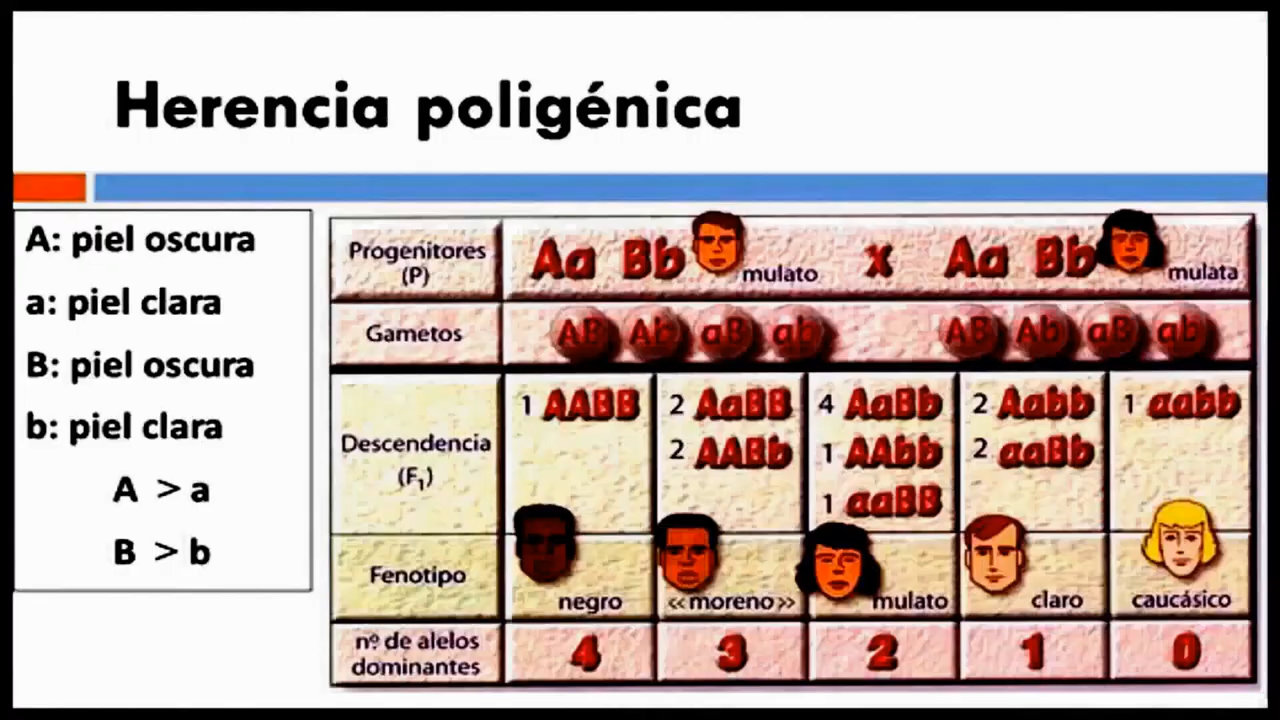 Herencia poligénica
A: piel oscura
a: piel clara
B: piel oscura
b: piel clara
A > a
B > b
Progenitores
(P)
Aa Bb mulato x Aa Bb mulata
Gametos
AB Ab aB ab AB Ab aB ab
Descendencia
(F1)
1 AABB 2 AaBB 4 AaBb 2 Aabb 1 aabb
2 AABb 1 AAbb 2 aaBb
1 aaBB
Fenotipo
negro «moreno» mulato claro caucásico
nº de alelos
dominantes
4 3 2 1 0